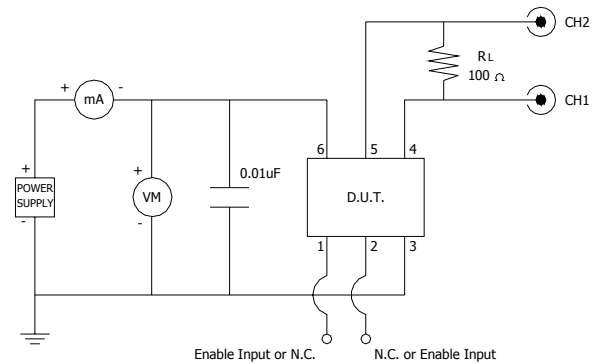 CH2
RL
100 Ω
CH1
+ mA -
6 5 4
+
POWER
SUPPLY
-
+
VM
-
0.01uF
D.U.T.
1 2 3
Enable Input or N.C. N.C. or Enable Input